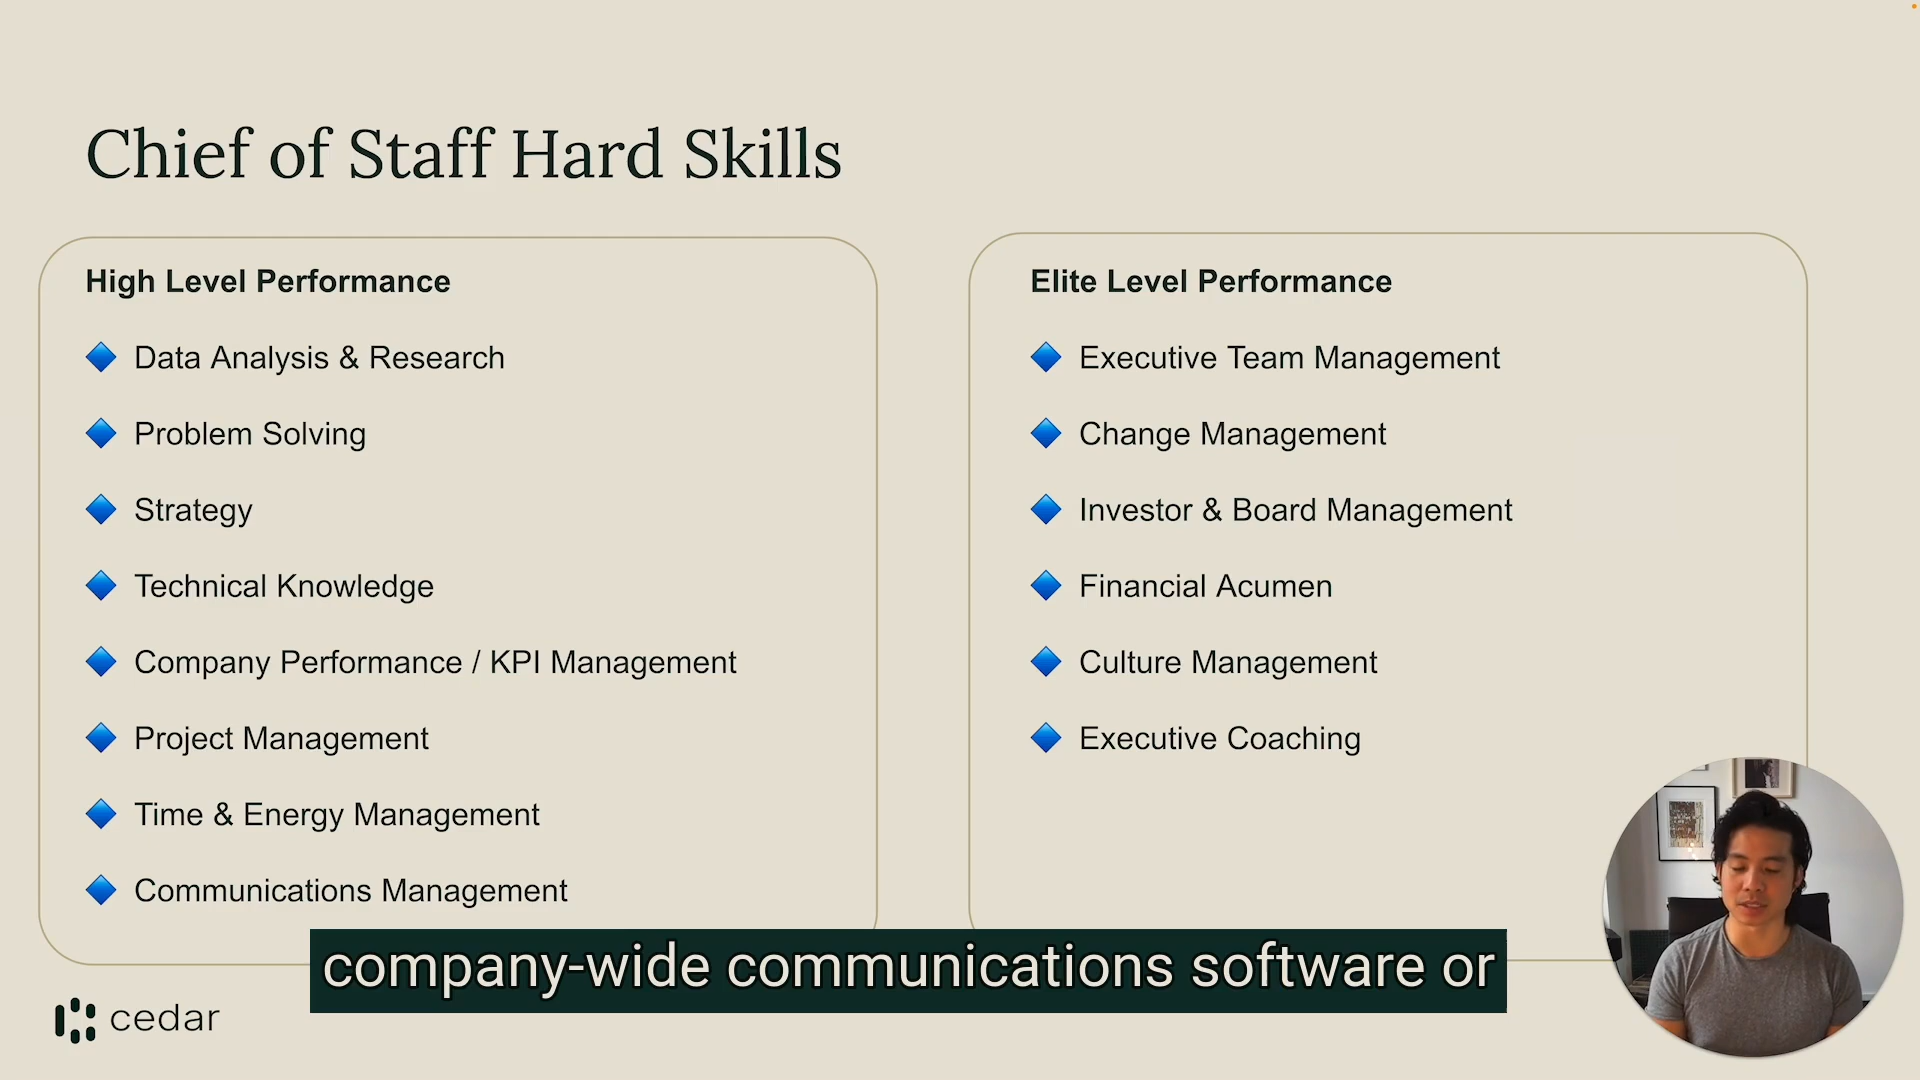 Chief of Staff Hard Skills
High Level Performance
Data Analysis & Research
Problem Solving
Strategy
Technical Knowledge
Company Performance / KPI Management
Project Management
Time & Energy Management
Communications Management
Elite Level Performance
Executive Team Management
Change Management
Investor & Board Management
Financial Acumen
Culture Management
Executive Coaching
company-wide communications software or
cedar